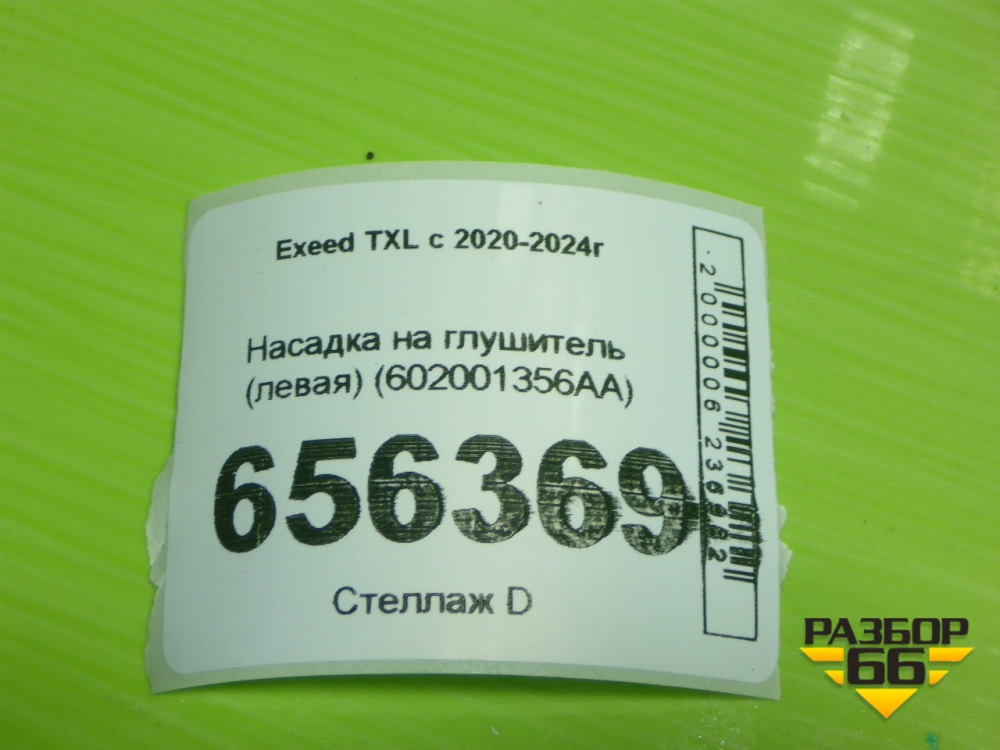 Exeed TXL с 2020-2024г
Насадка на глушитель
(левая) (602001356AA)
656369
Стеллаж D
РАЗБОР
66